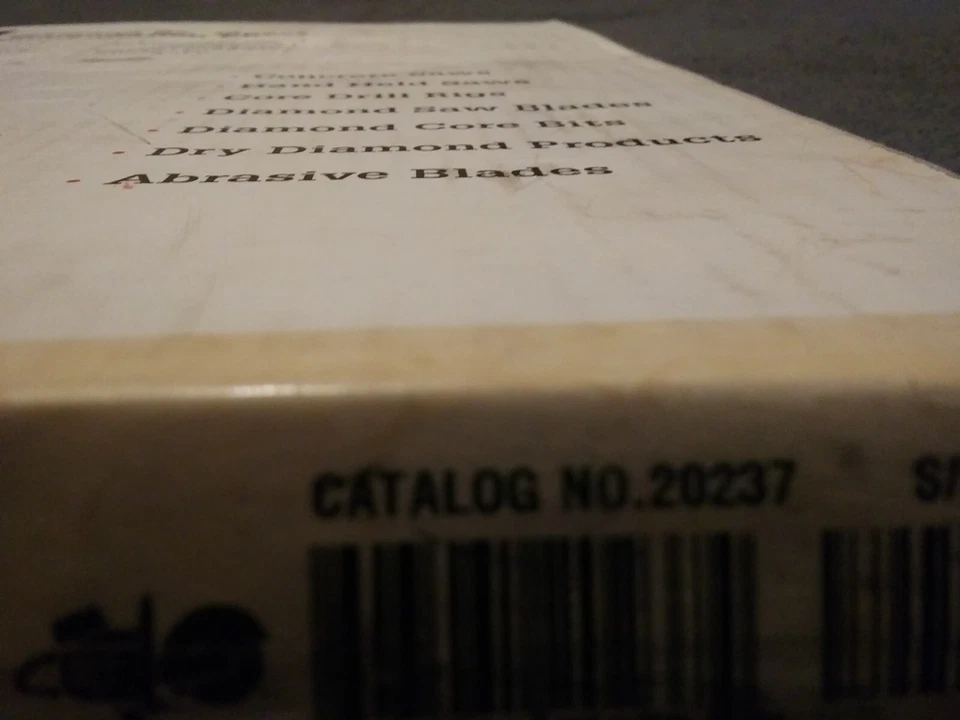 · Concrete Saws
· Hand Held Saws
· Core Drill Rigs
· Diamond Saw Blades
· Diamond Core Bits
· Dry Diamond Products
· Abrasive Blades
CATALOG NO.20237